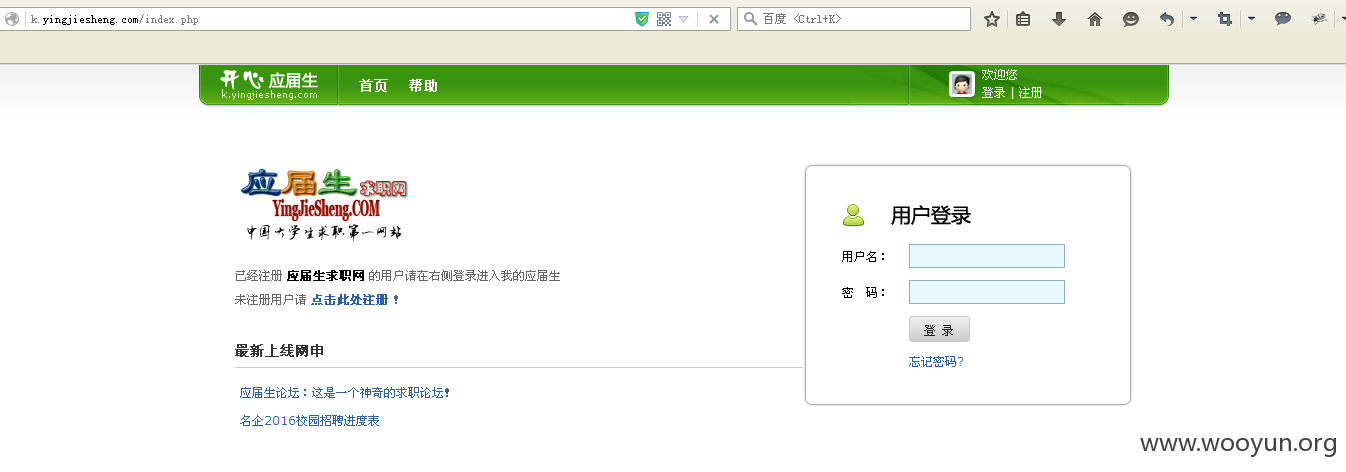 k.yingjiesheng.com/index.php
百度 <Ctrl+K>
开心 应届生
k.yingjiesheng.com
首页 帮助
欢迎您
登录 | 注册
应届生求职网
YingJieSheng.COM
中国大学生求职第一网站
已经注册 应届生求职网 的用户请在右侧登录进入我的应届生
未注册用户请 点击此处注册 !
最新上线网申
应届生论坛:这是一个神奇的求职论坛!
名企2016校园招聘进度表
用户登录
用户名:
密 码:
登 录
忘记密码?
www.wooyun.org